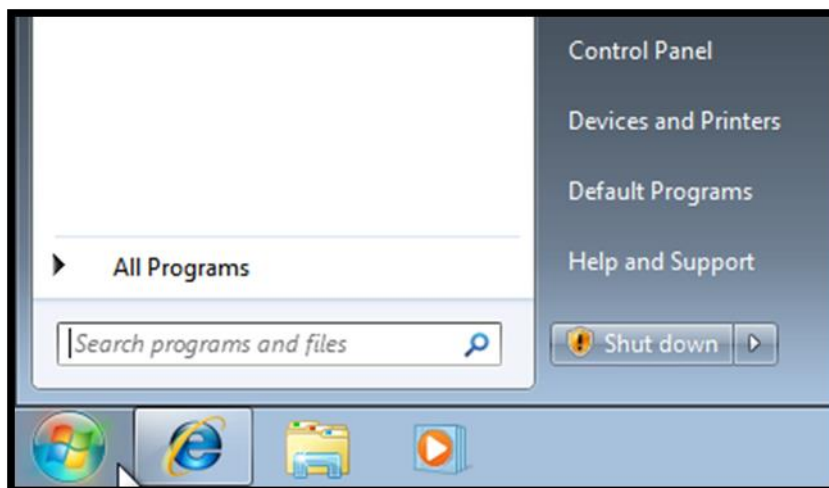 Control Panel
Devices and Printers
Default Programs
Help and Support
All Programs
Search programs and files
Shut down